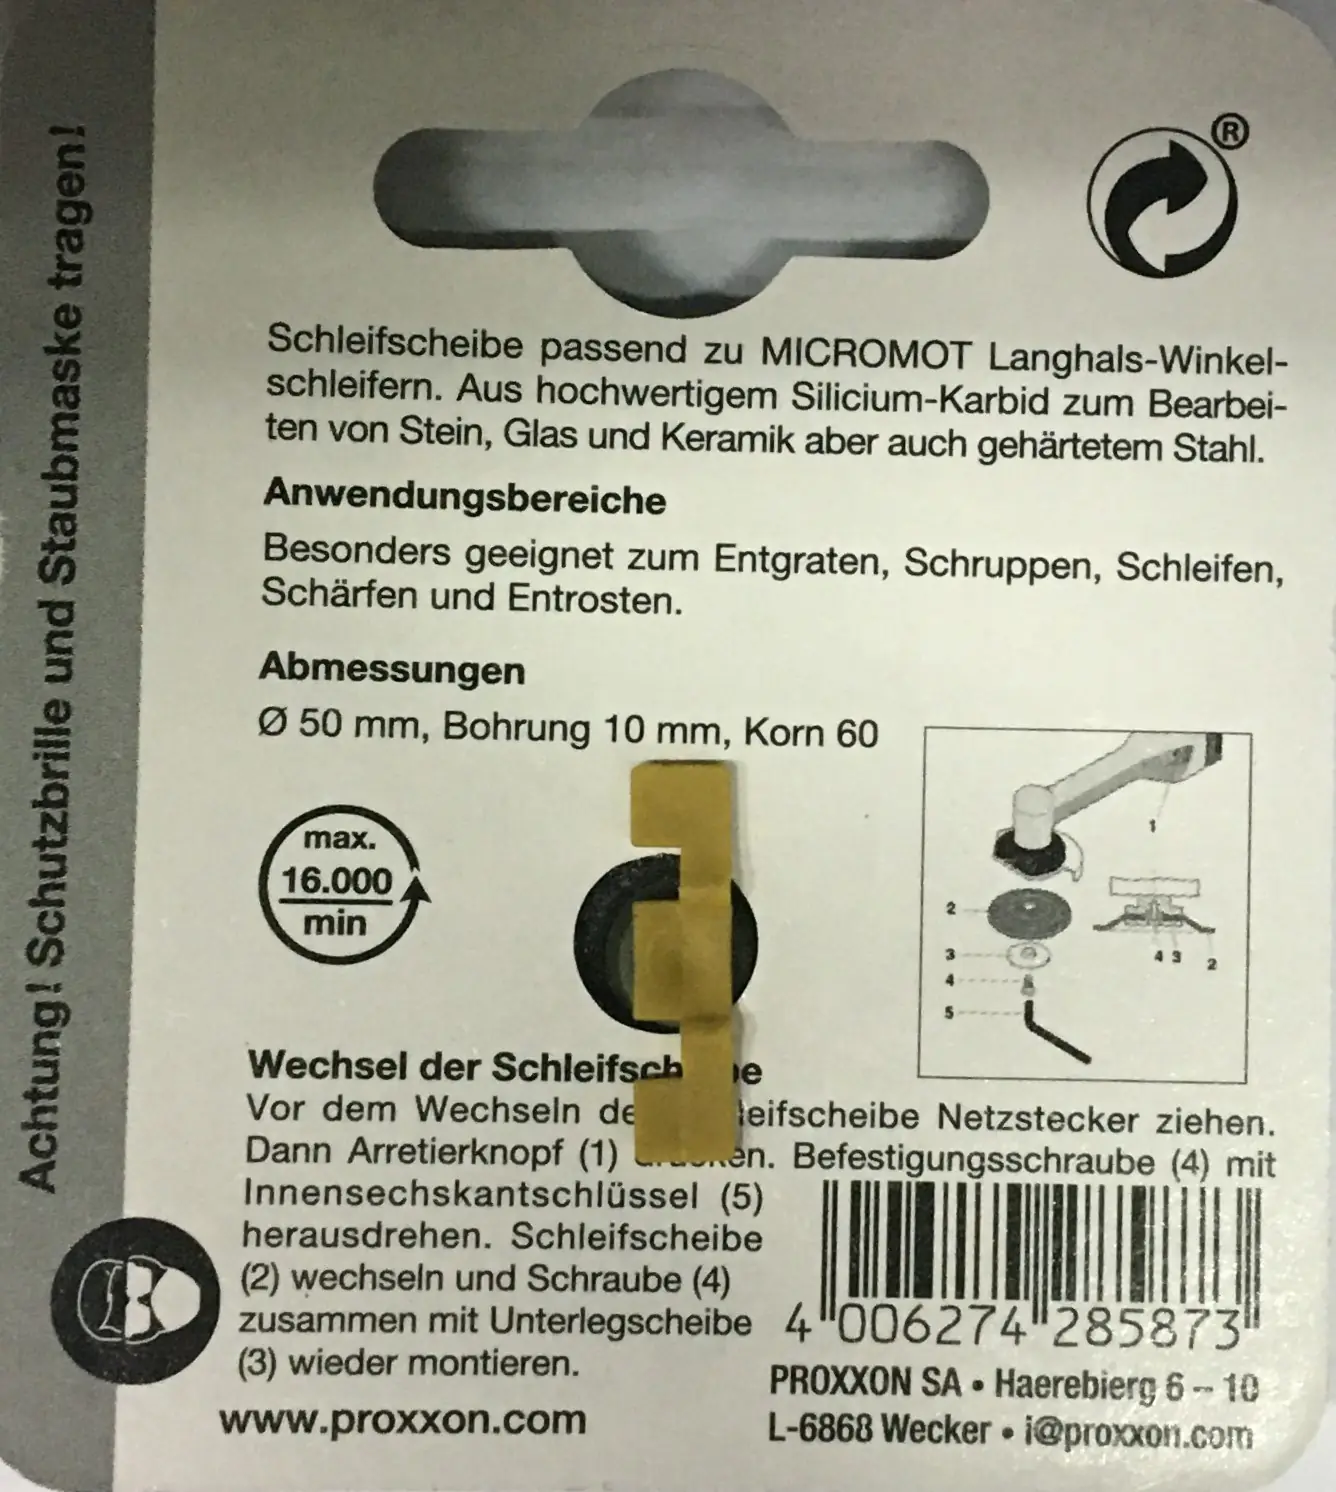 Achtung! Schutzbrille und Staubmaske tragen!
®
Schleifscheibe passend zu MICROMOT Langhals-Winkel-
schleifern. Aus hochwertigem Silicium-Karbid zum Bearbei-
ten von Stein, Glas und Keramik aber auch gehärtetem Stahl.
Anwendungsbereiche
Besonders geeignet zum Entgraten, Schruppen, Schleifen,
Schärfen und Entrosten.
Abmessungen
Ø 50 mm, Bohrung 10 mm, Korn 60
max.
16.000
min
1
2
3
4
5
4 3 2
Wechsel der
Vor dem Wechseln Netzstecker ziehen.
Dann Arretierknopf (1) Befestigungsschraube (4) mit
Innensechskantschlüssel (5)
herausdrehen. Schleifscheibe
(2) wechseln und Schraube (4)
zusammen mit Unterlegscheibe
(3) wieder montieren.
www.proxxon.com
4 006274 285873
PROXXON SA • Haerebierg 6 – 10
L-6868 Wecker • i@proxxon.com